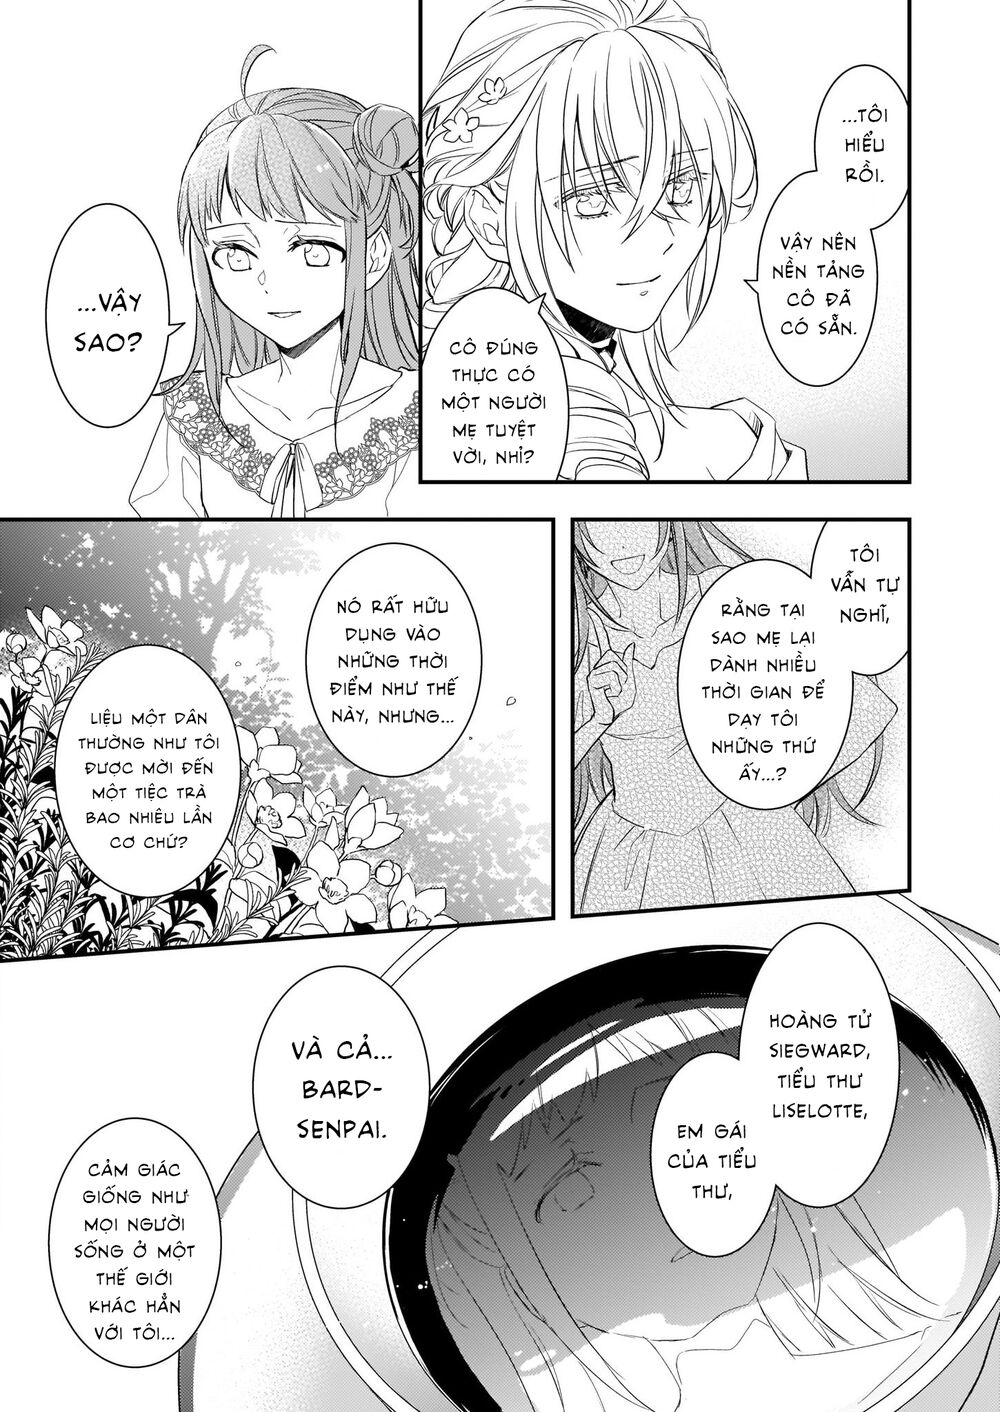 ...TÔI
HIỂU
RỒI.
VẬY NÊN
NỀN TẢNG
CÔ ĐÃ
CÓ SẴN.
CÔ ĐÚNG
THỰC CÓ
MỘT NGƯỜI
MẸ TUYỆT
VỜI, NHỈ?
...VẬY
SAO?
TÔI
VẪN TỰ
NGHĨ,
RẰNG TẠI
SAO MẸ LẠI
DÀNH NHIỀU
THỜI GIAN ĐỂ
DẠY TÔI
NHỮNG THỨ
ẤY...?
NÓ RẤT HỮU
DỤNG VÀO
NHỮNG THỜI
ĐIỂM NHƯ THẾ
NÀY, NHƯNG...
LIỆU MỘT DÂN
THƯỜNG NHƯ TÔI
ĐƯỢC MỜI ĐẾN
MỘT TIỆC TRÀ
BAO NHIÊU LẦN
CƠ CHỨ?
HOÀNG TỬ
SIEGWARD,
TIỂU THƯ
LISELOTTE,
EM GÁI
CỦA TIỂU
THƯ,
VÀ CẢ...
BARD-
SENPAI.
CẢM GIÁC
GIỐNG NHƯ
MỌI NGƯỜI
SỐNG Ở MỘT
THẾ GIỚI
KHÁC HẲN
VỚI TÔI...